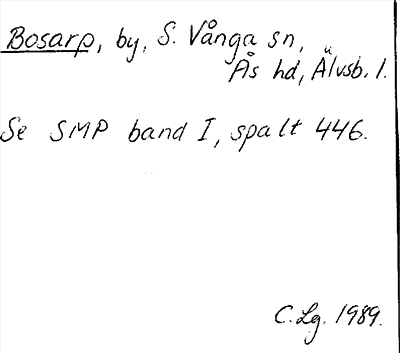 Bosarp, by, S. Vånga sn,
Ås hd, Älvsb. l.
Se SMP band I, spalt 446.
C. Lg. 1989.